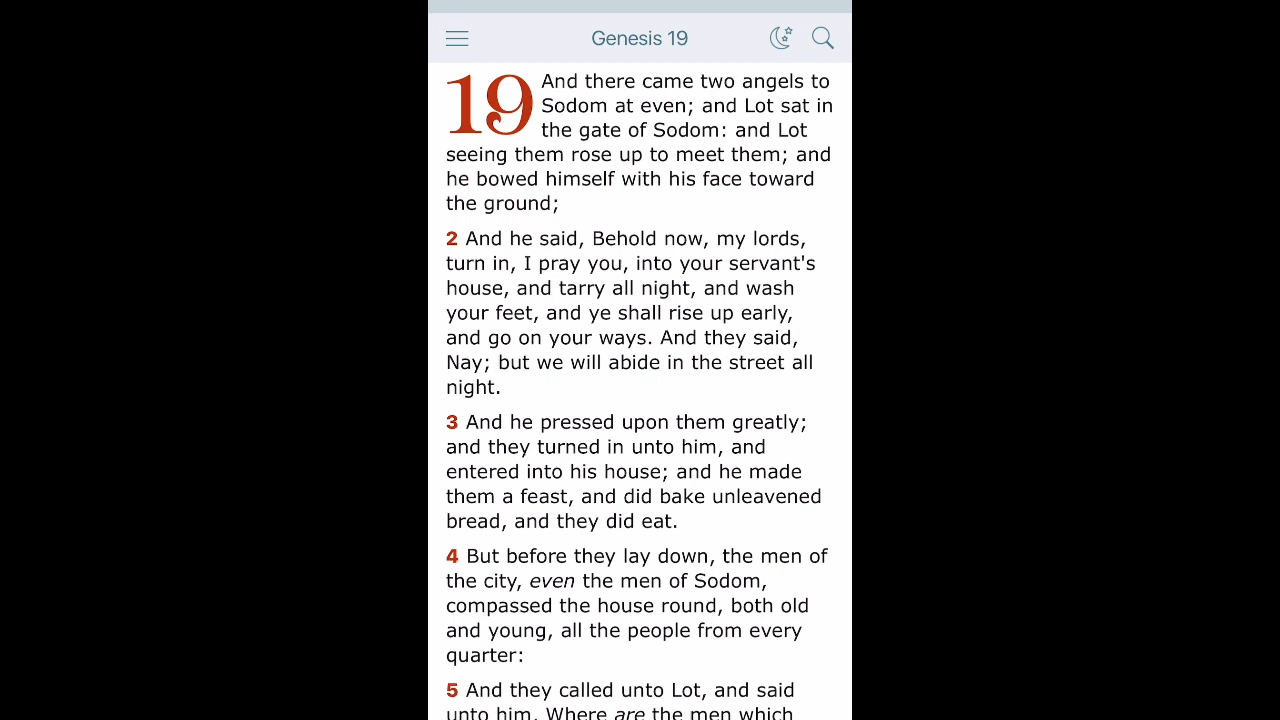 Genesis 19
19 And there came two angels to
Sodom at even; and Lot sat in
the gate of Sodom: and Lot
seeing them rose up to meet them; and
he bowed himself with his face toward
the ground;
2 And he said, Behold now, my lords,
turn in, I pray you, into your servant's
house, and tarry all night, and wash
your feet, and ye shall rise up early,
and go on your ways. And they said,
Nay; but we will abide in the street all
night.
3 And he pressed upon them greatly;
and they turned in unto him, and
entered into his house; and he made
them a feast, and did bake unleavened
bread, and they did eat.
4 But before they lay down, the men of
the city, even the men of Sodom,
compassed the house round, both old
and young, all the people from every
quarter:
5 And they called unto Lot, and said
unto him, Where are the men which